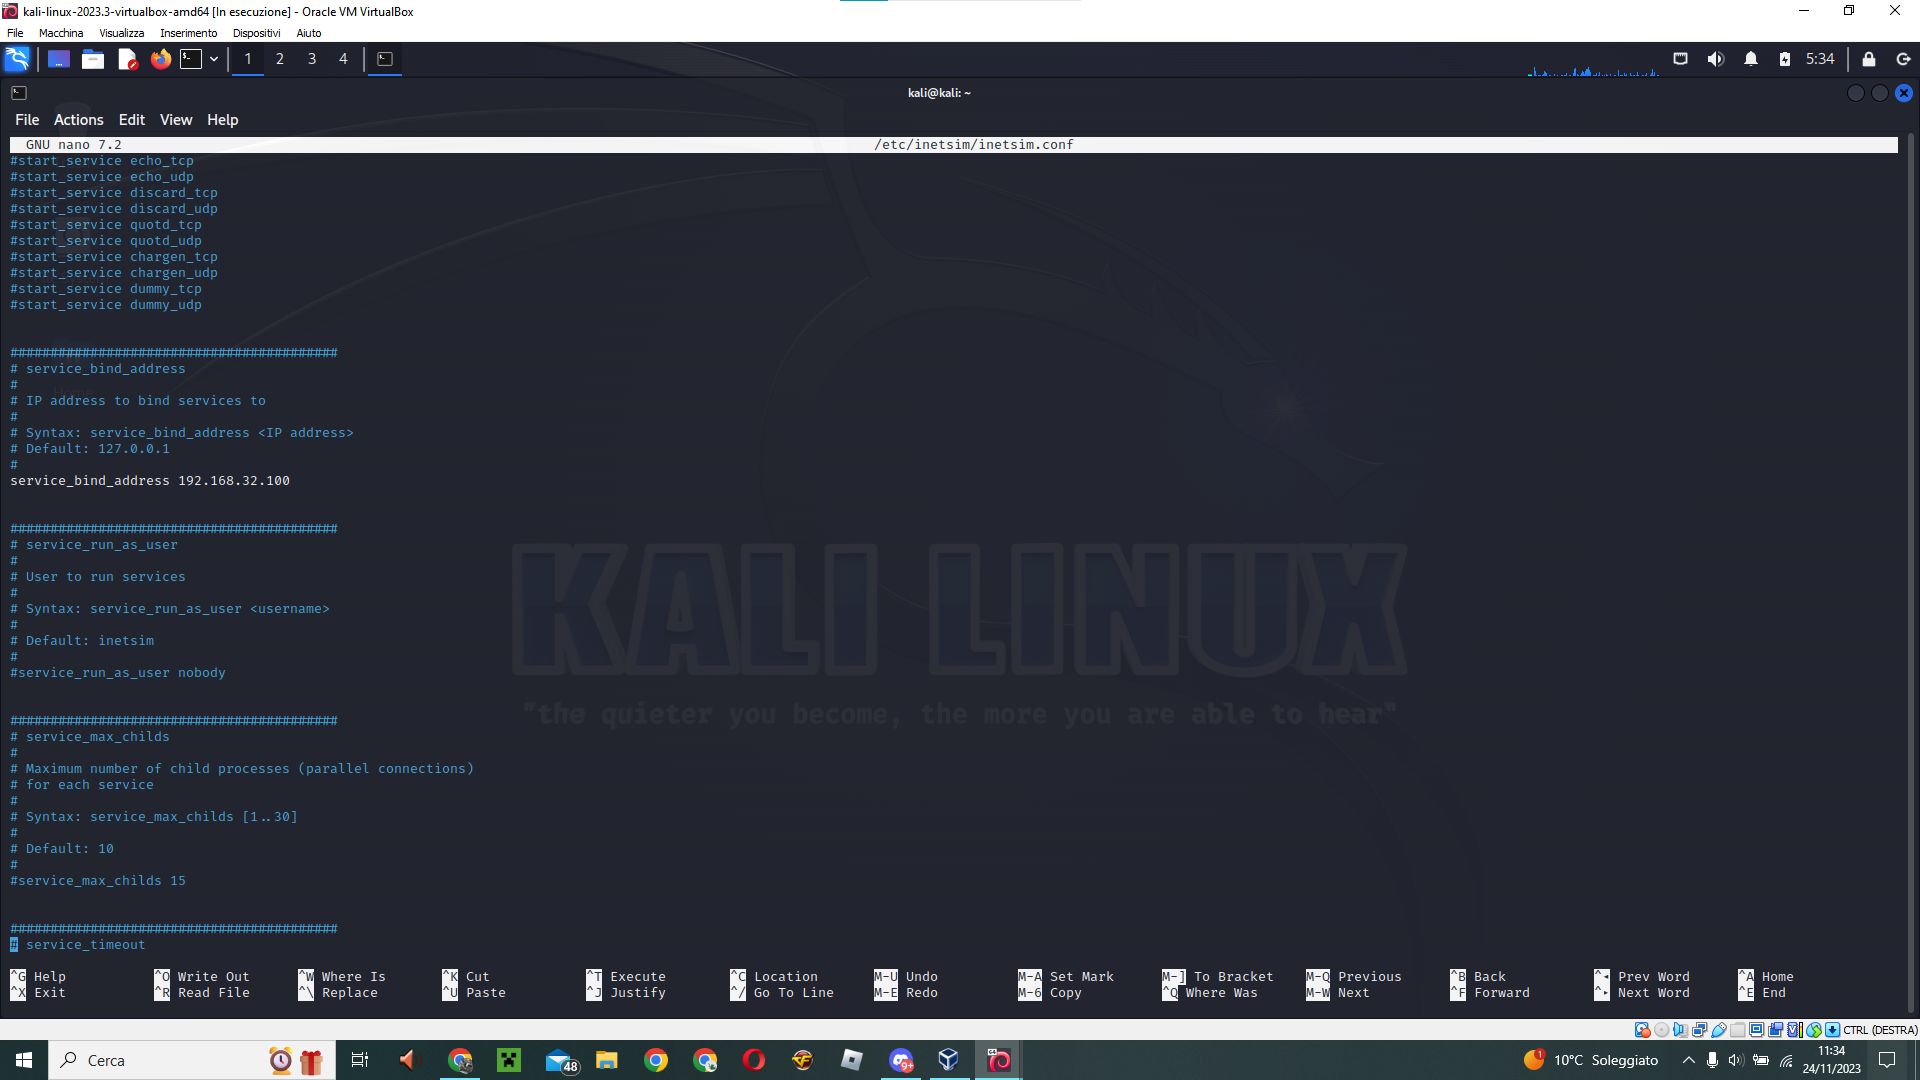 kali-linux-2023.3-virtualbox-amd64 [In esecuzione] - Oracle VM VirtualBox
File Macchina Visualizza Inserimento Dispositivi Aiuto
1 2 3 4 5:34
kali@kali: ~
File Actions Edit View Help
GNU nano 7.2 /etc/inetsim/inetsim.conf
#start_service echo_tcp
#start_service echo_udp
#start_service discard_tcp
#start_service discard_udp
#start_service quotd_tcp
#start_service quotd_udp
#start_service chargen_tcp
#start_service chargen_udp
#start_service dummy_tcp
#start_service dummy_udp
#########################################
# service_bind_address
#
# IP address to bind services to
#
# Syntax: service_bind_address <IP address>
# Default: 127.0.0.1
#
service_bind_address 192.168.32.100
#########################################
# service_run_as_user
#
# User to run services
#
# Syntax: service_run_as_user <username>
#
# Default: inetsim
#
#service_run_as_user nobody
#########################################
# service_max_childs
#
# Maximum number of child processes (parallel connections)
# for each service
#
# Syntax: service_max_childs [1..30]
#
# Default: 10
#
#service_max_childs 15
#########################################
# service_timeout
KALI LINUX
"the quieter you become, the more you are able to hear"
^G Help ^O Write Out ^W Where Is ^K Cut ^T Execute ^C Location M-U Undo M-A Set Mark M-] To Bracket M-Q Previous ^B Back ^◂ Prev Word ^A Home
^X Exit ^R Read File ^\ Replace ^U Paste ^J Justify ^/ Go To Line M-E Redo M-6 Copy ^Q Where Was M-W Next ^F Forward ^▸ Next Word ^E End
CTRL (DESTRA)
Cerca 48 9+ 1 10°C Soleggiato 11:34
24/11/2023